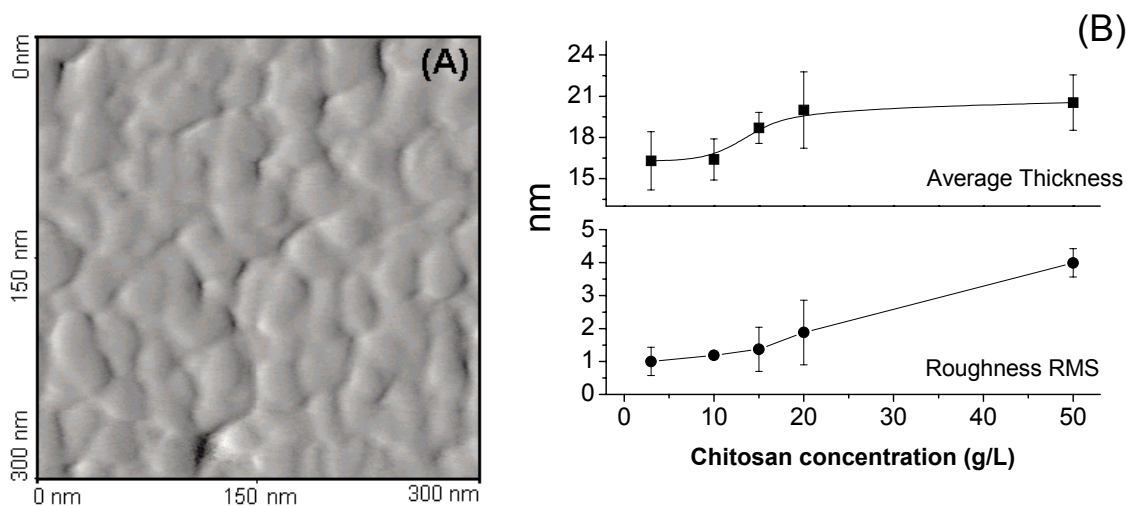 (A)
0 nm
150 nm
300 nm
0 nm
150 nm
300 nm
(B)
nm
24
21
18
15
Average Thickness
5
4
3
2
1
0
Roughness RMS
0
10
20
30
40
50
Chitosan concentration (g/L)